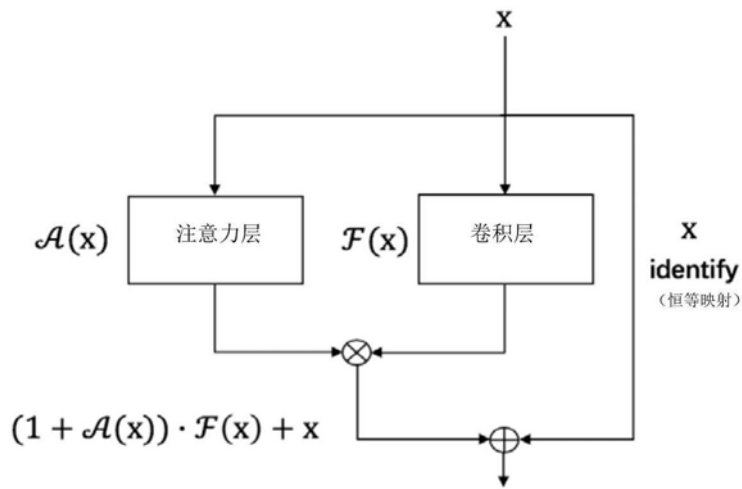 x
𝒜(x)
注意力层
ℱ(x)
卷积层
x
identify
（恒等映射）
(1 + 𝒜(x)) · ℱ(x) + x